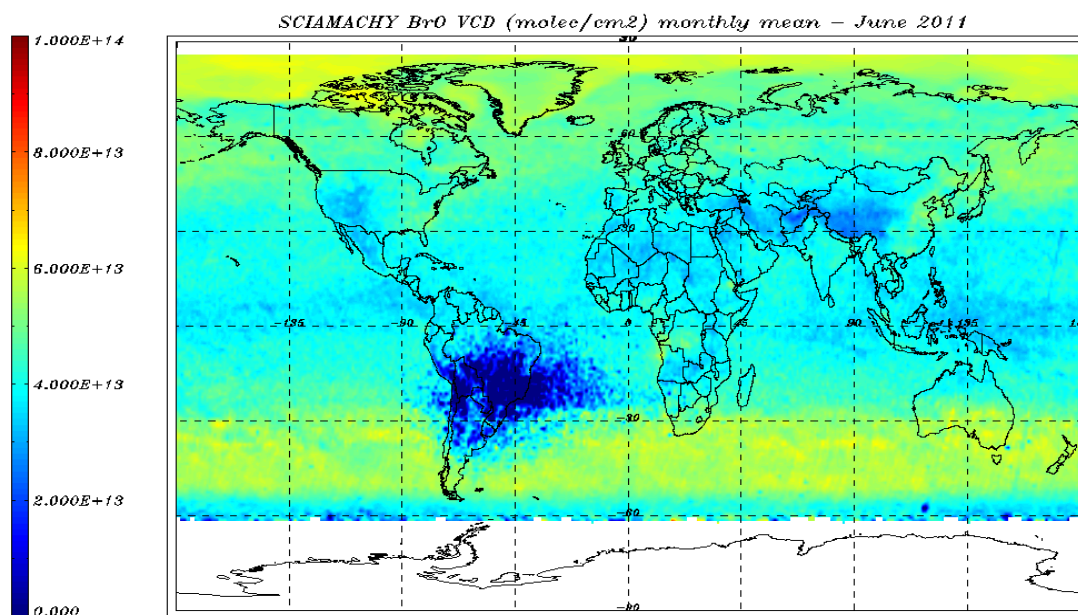 SCIAMACHY BrO VCD (molec/cm2) monthly mean – June 2011
1.000E+14
8.000E+13
6.000E+13
4.000E+13
2.000E+13
0.000
60
30
-135
-90
-45
0
45
90
135
-30
-60
-90